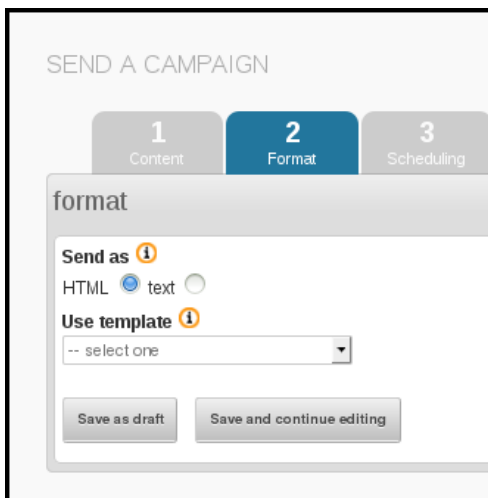 SEND A CAMPAIGN
1 2 3
Content Format Scheduling
format
Send as
HTML text
Use template
-- select one
Save as draft Save and continue editing